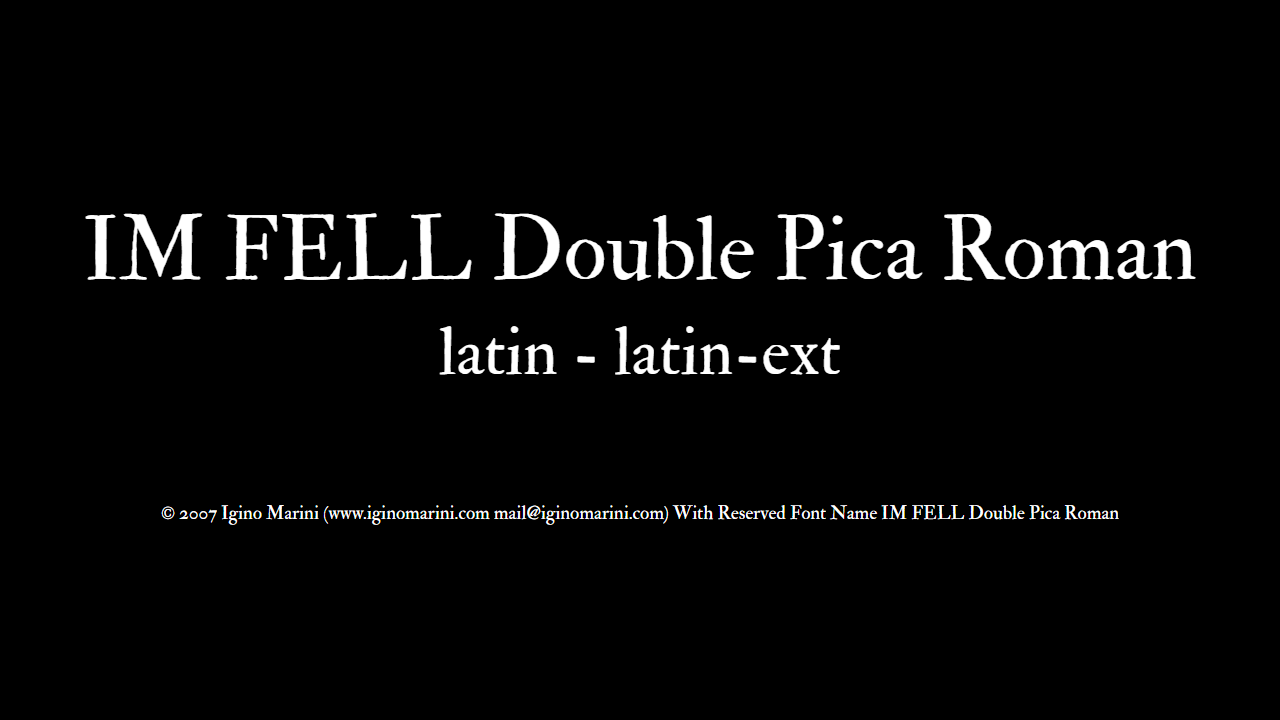 IM FELL Double Pica Roman
latin - latin-ext
© 2007 Igino Marini (www.iginomarini.com mail@iginomarini.com) With Reserved Font Name IM FELL Double Pica Roman